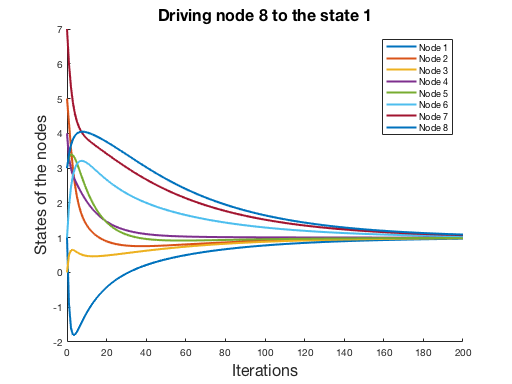 Driving node 8 to the state 1
States of the nodes
7
6
5
4
3
2
1
0
-1
-2
Node 1
Node 2
Node 3
Node 4
Node 5
Node 6
Node 7
Node 8
0 20 40 60 80 100 120 140 160 180 200
Iterations